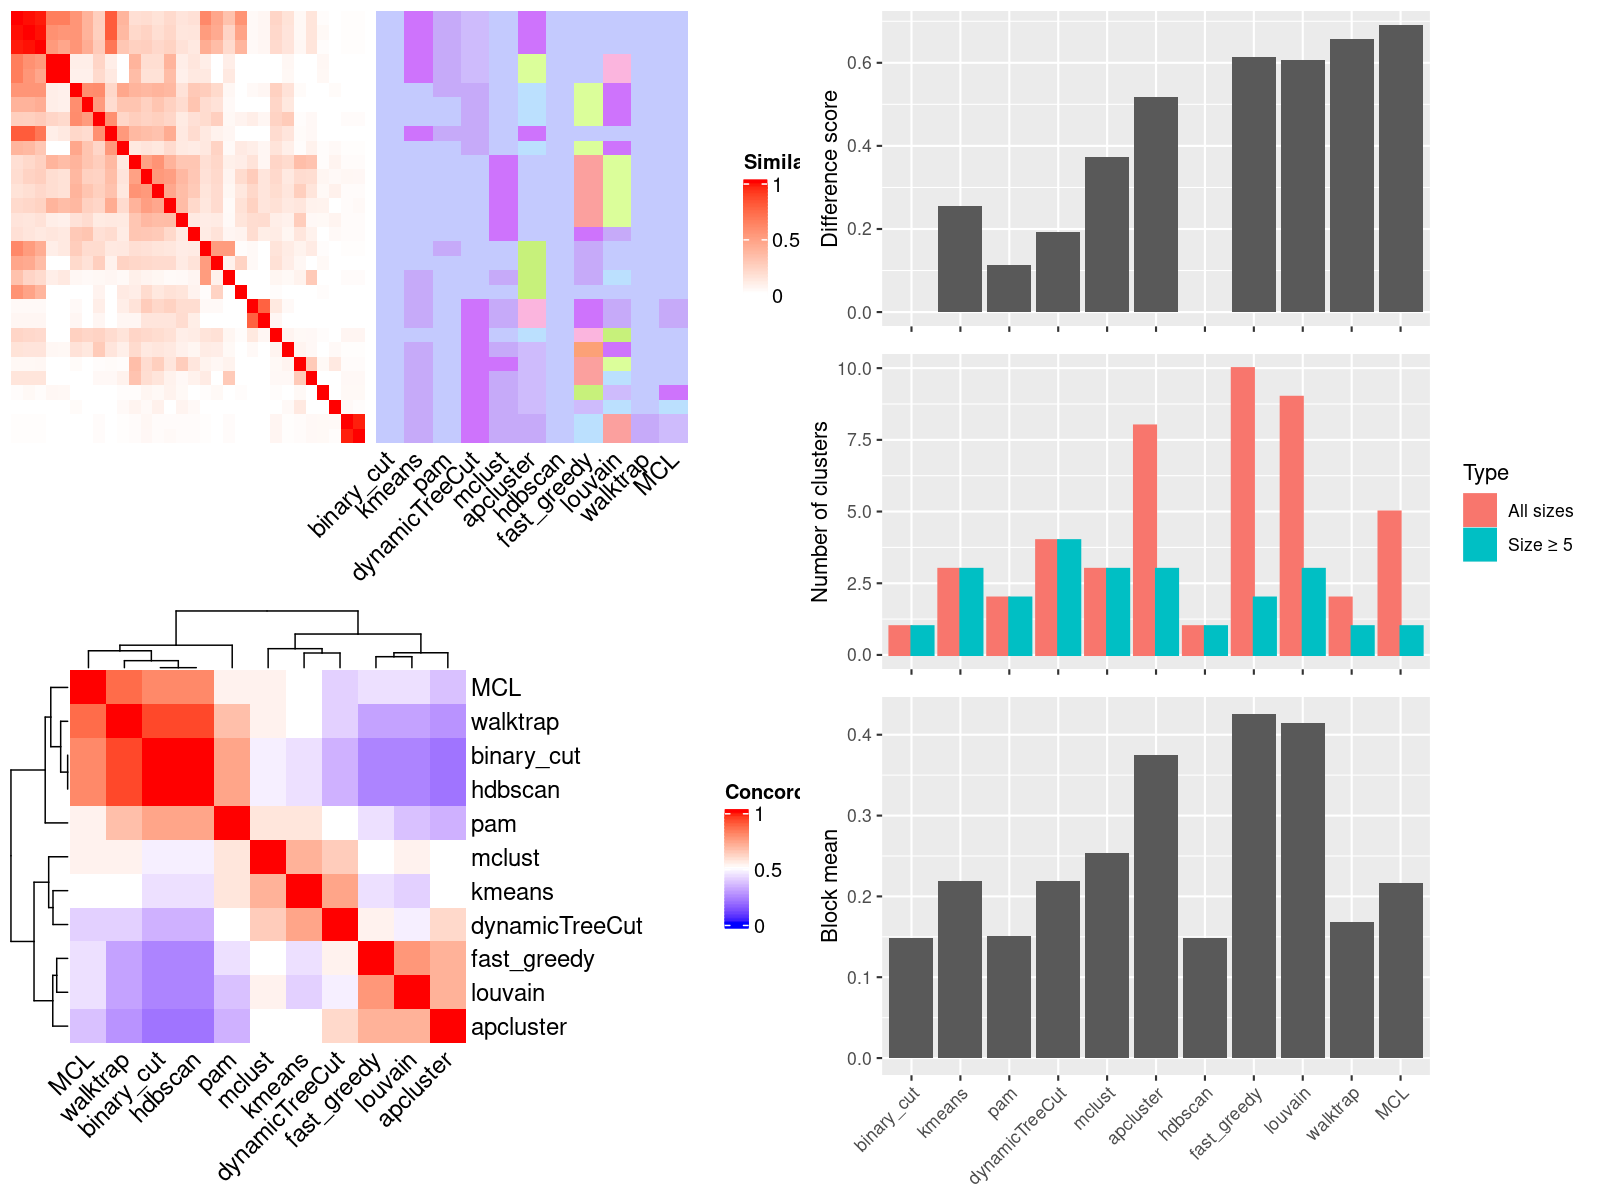 Simila
1
0.5
0
binary_cut
kmeans
pam
dynamicTreeCut
mclust
apcluster
hdbscan
fast_greedy
louvain
walktrap
MCL
MCL
walktrap
binary_cut
hdbscan
pam
mclust
kmeans
dynamicTreeCut
fast_greedy
louvain
apcluster
MCL
walktrap
binary_cut
hdbscan
pam
mclust
kmeans
dynamicTreeCut
fast_greedy
louvain
apcluster
Concorc
1
0.5
0
Difference score
0.6
0.4
0.2
0.0
Number of clusters
10.0
7.5
5.0
2.5
0.0
Type
All sizes
Size ≥ 5
Block mean
0.4
0.3
0.2
0.1
0.0
binary_cut
kmeans
pam
dynamicTreeCut
mclust
apcluster
hdbscan
fast_greedy
louvain
walktrap
MCL